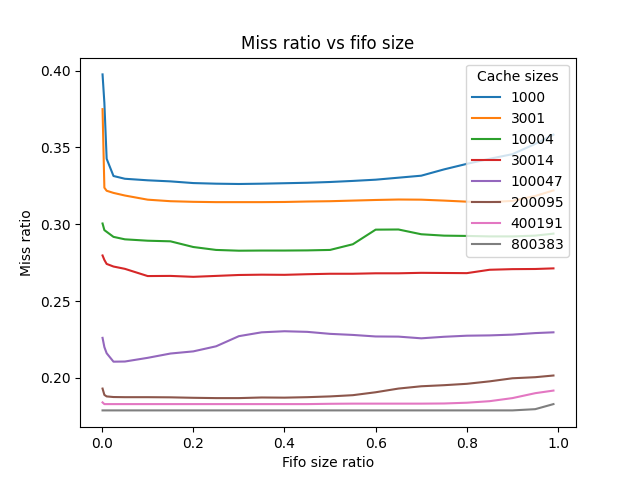 Miss ratio vs fifo size
Cache sizes
1000
3001
10004
30014
100047
200095
400191
800383
0.40
0.35
0.30
0.25
0.20
Miss ratio
0.0 0.2 0.4 0.6 0.8 1.0
Fifo size ratio